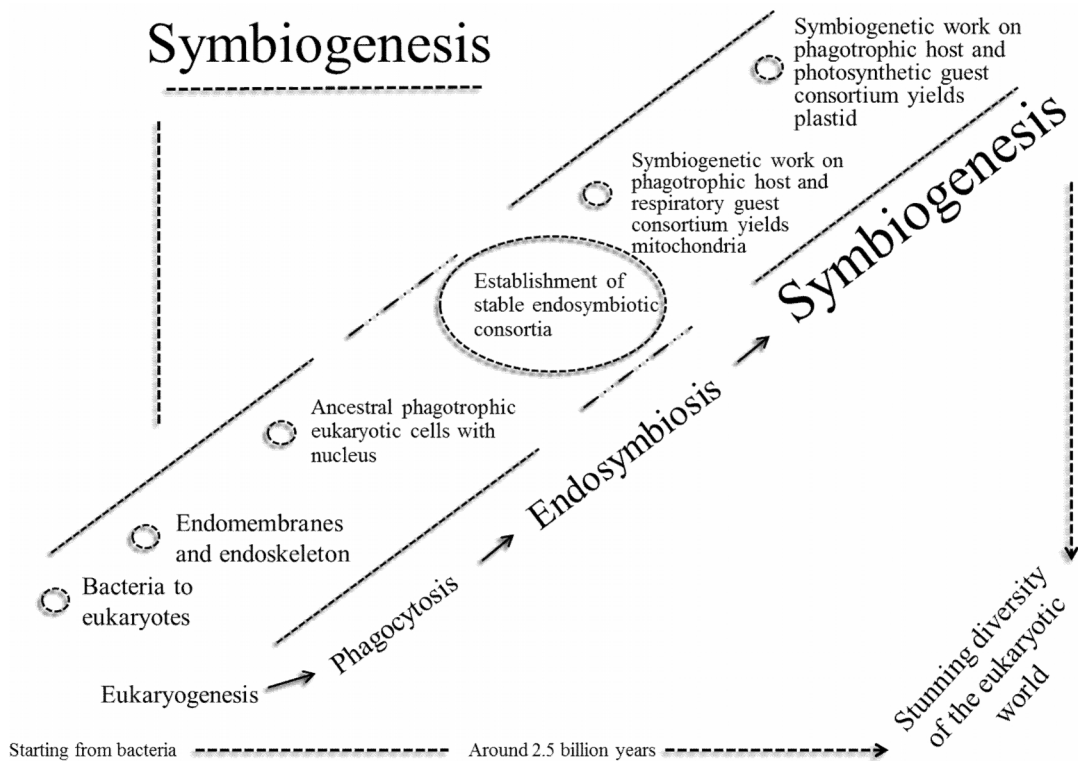 Symbiogenesis
Symbiogenetic work on
phagotrophic host and
photosynthetic guest
consortium yields
plastid
Symbiogenetic work on
phagotrophic host and
respiratory guest
consortium yields
mitochondria
Establishment of
stable endosymbiotic
consortia
Ancestral phagotrophic
eukaryotic cells with
nucleus
Endomembranes
and endoskeleton
Bacteria to
eukaryotes
Eukaryogenesis
Phagocytosis
Endosymbiosis
Symbiogenesis
Stunning diversity
of the eukaryotic
world
Starting from bacteria
Around 2.5 billion years